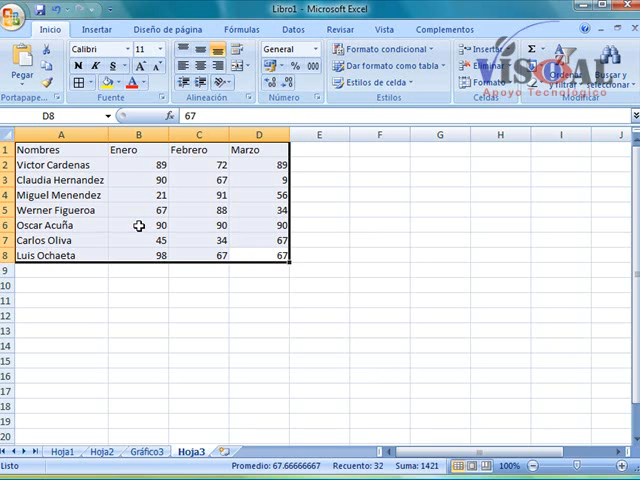 Libro1 - Microsoft Excel
Inicio Insertar Diseño de página Fórmulas Datos Revisar Vista Complementos
Calibri 11 General Formato condicional Insertar Σ
Pegar N K S A A % 000 Dar formato como tabla Eliminar Ordenar y filtrar Buscar y seleccionar
Estilos de celda
Portapape... Fuente Alineación Número Estilos Celdas
VISUAL
Apoyo Tecnológico
D8 fx 67
A B C D E F G H I J
1 Nombres Enero Febrero Marzo
2 Victor Cardenas 89 72 89
3 Claudia Hernandez 90 67 9
4 Miguel Menendez 21 91 56
5 Werner Figueroa 67 88 34
6 Oscar Acuña 90 90 90
7 Carlos Oliva 45 34 67
8 Luis Ochaeta 98 67 67
9
10
11
12
13
14
15
16
17
18
19
20
Hoja1 Hoja2 Gráfico3 Hoja3
Listo Promedio: 67.66666667 Recuento: 32 Suma: 1421 100%